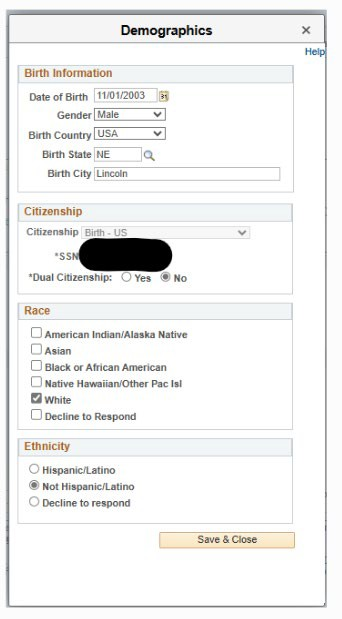 Demographics ×
Help
Birth Information
Date of Birth 11/01/2003
Gender Male
Birth Country USA
Birth State NE
Birth City Lincoln
Citizenship
Citizenship Birth - US
*SSN
*Dual Citizenship: Yes No
Race
American Indian/Alaska Native
Asian
Black or African American
Native Hawaiian/Other Pac Isl
White
Decline to Respond
Ethnicity
Hispanic/Latino
Not Hispanic/Latino
Decline to respond
Save & Close